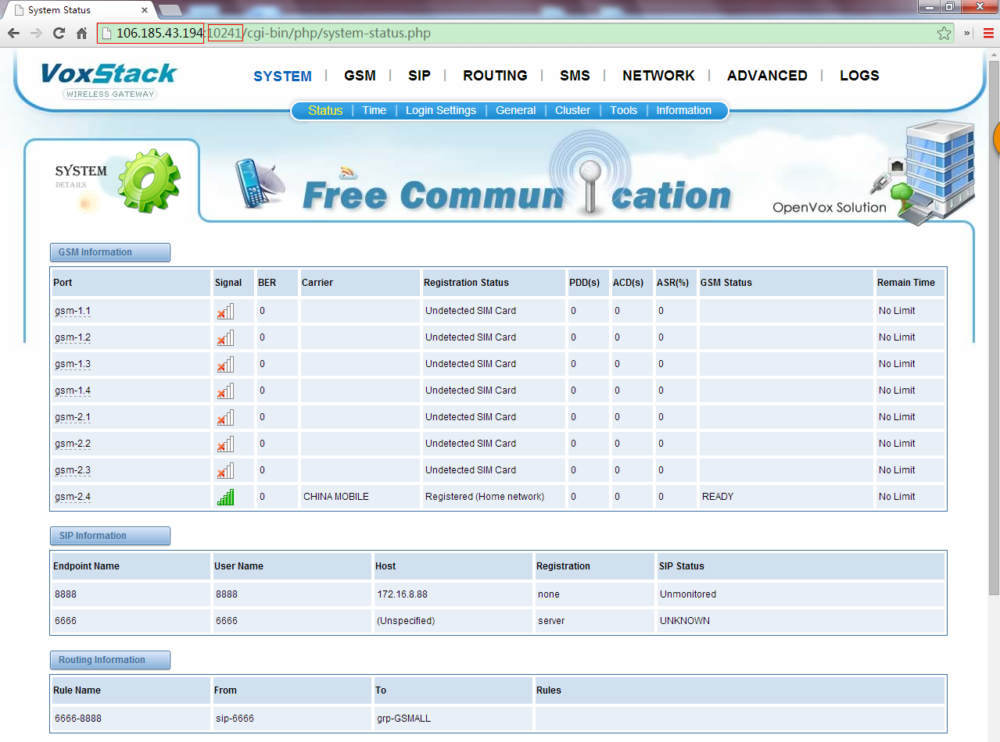 System Status
106.185.43.194:10241/cgi-bin/php/system-status.php
VoxStack
WIRELESS GATEWAY
SYSTEM | GSM | SIP | ROUTING | SMS | NETWORK | ADVANCED | LOGS
Status | Time | Login Settings | General | Cluster | Tools | Information
SYSTEM
DETAILS
Free Communication
OpenVox Solution
GSM Information
Port Signal BER Carrier Registration Status PDD(s) ACD(s) ASR(%) GSM Status Remain Time
gsm-1.1 0 Undetected SIM Card 0 0 0 No Limit
gsm-1.2 0 Undetected SIM Card 0 0 0 No Limit
gsm-1.3 0 Undetected SIM Card 0 0 0 No Limit
gsm-1.4 0 Undetected SIM Card 0 0 0 No Limit
gsm-2.1 0 Undetected SIM Card 0 0 0 No Limit
gsm-2.2 0 Undetected SIM Card 0 0 0 No Limit
gsm-2.3 0 Undetected SIM Card 0 0 0 No Limit
gsm-2.4 0 CHINA MOBILE Registered (Home network) 0 0 0 READY No Limit
SIP Information
Endpoint Name User Name Host Registration SIP Status
8888 8888 172.16.8.88 none Unmonitored
6666 6666 (Unspecified) server UNKNOWN
Routing Information
Rule Name From To Rules
6666-8888 sip-6666 grp-GSMALL